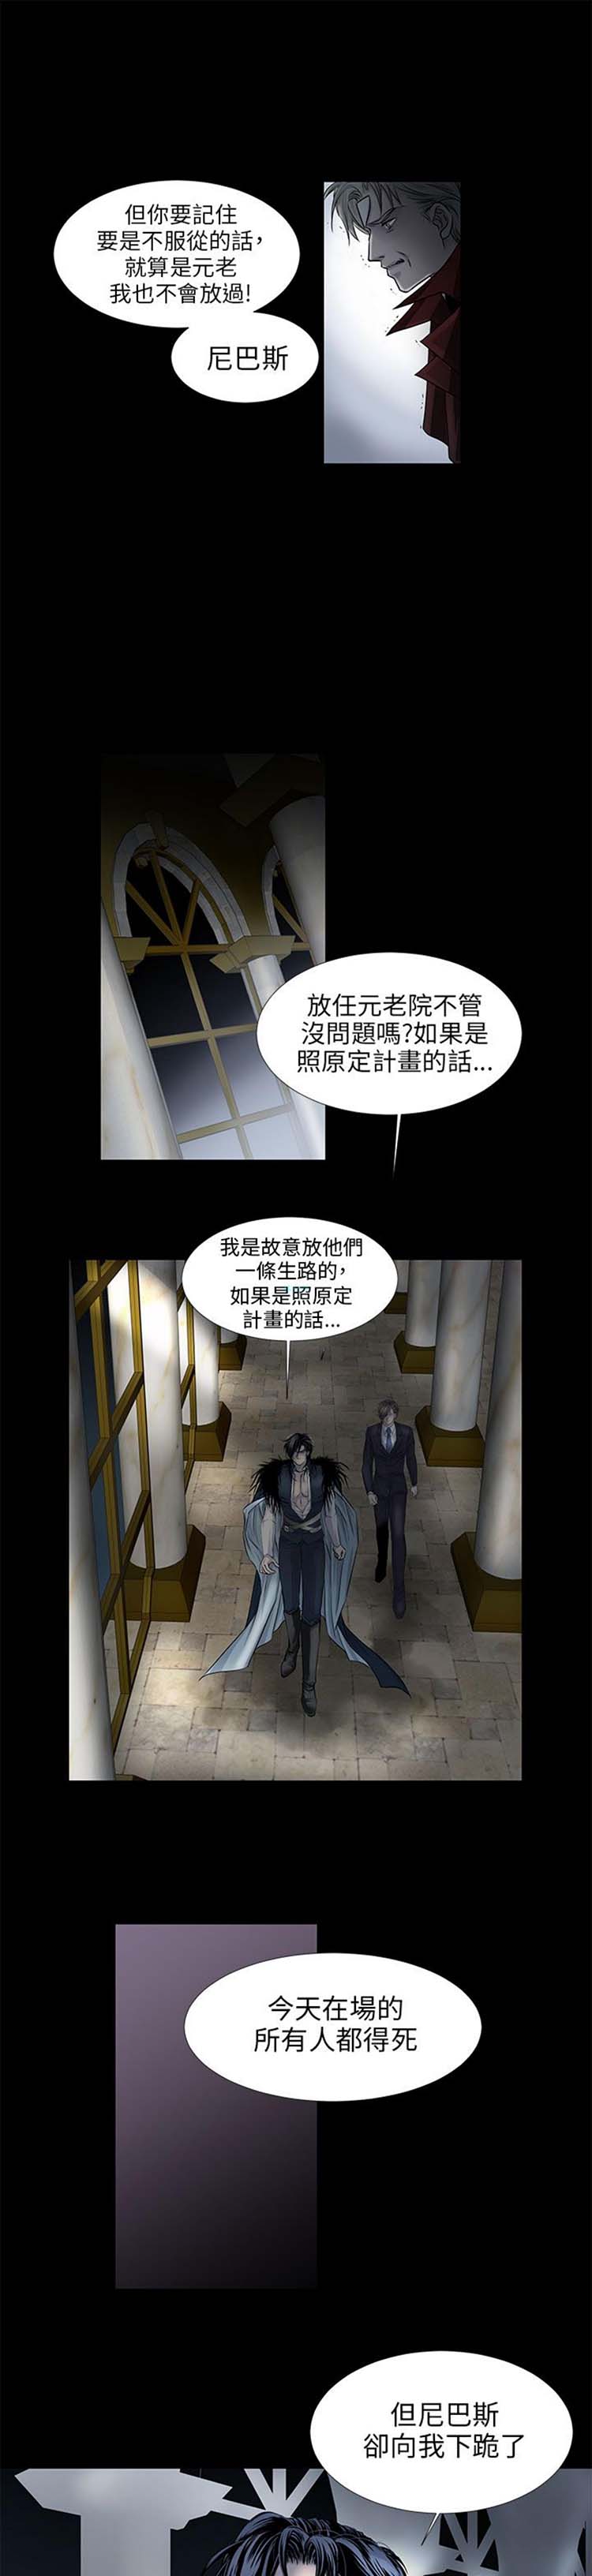 但你要記住
要是不服從的話，
就算是元老
我也不會放過！
尼巴斯
放任元老院不管
沒問題嗎？如果是
照原定計畫的話...
我是故意放他們
一條生路的，
如果是照原定
計畫的話...
今天在場的
所有人都得死
但尼巴斯
卻向我下跪了